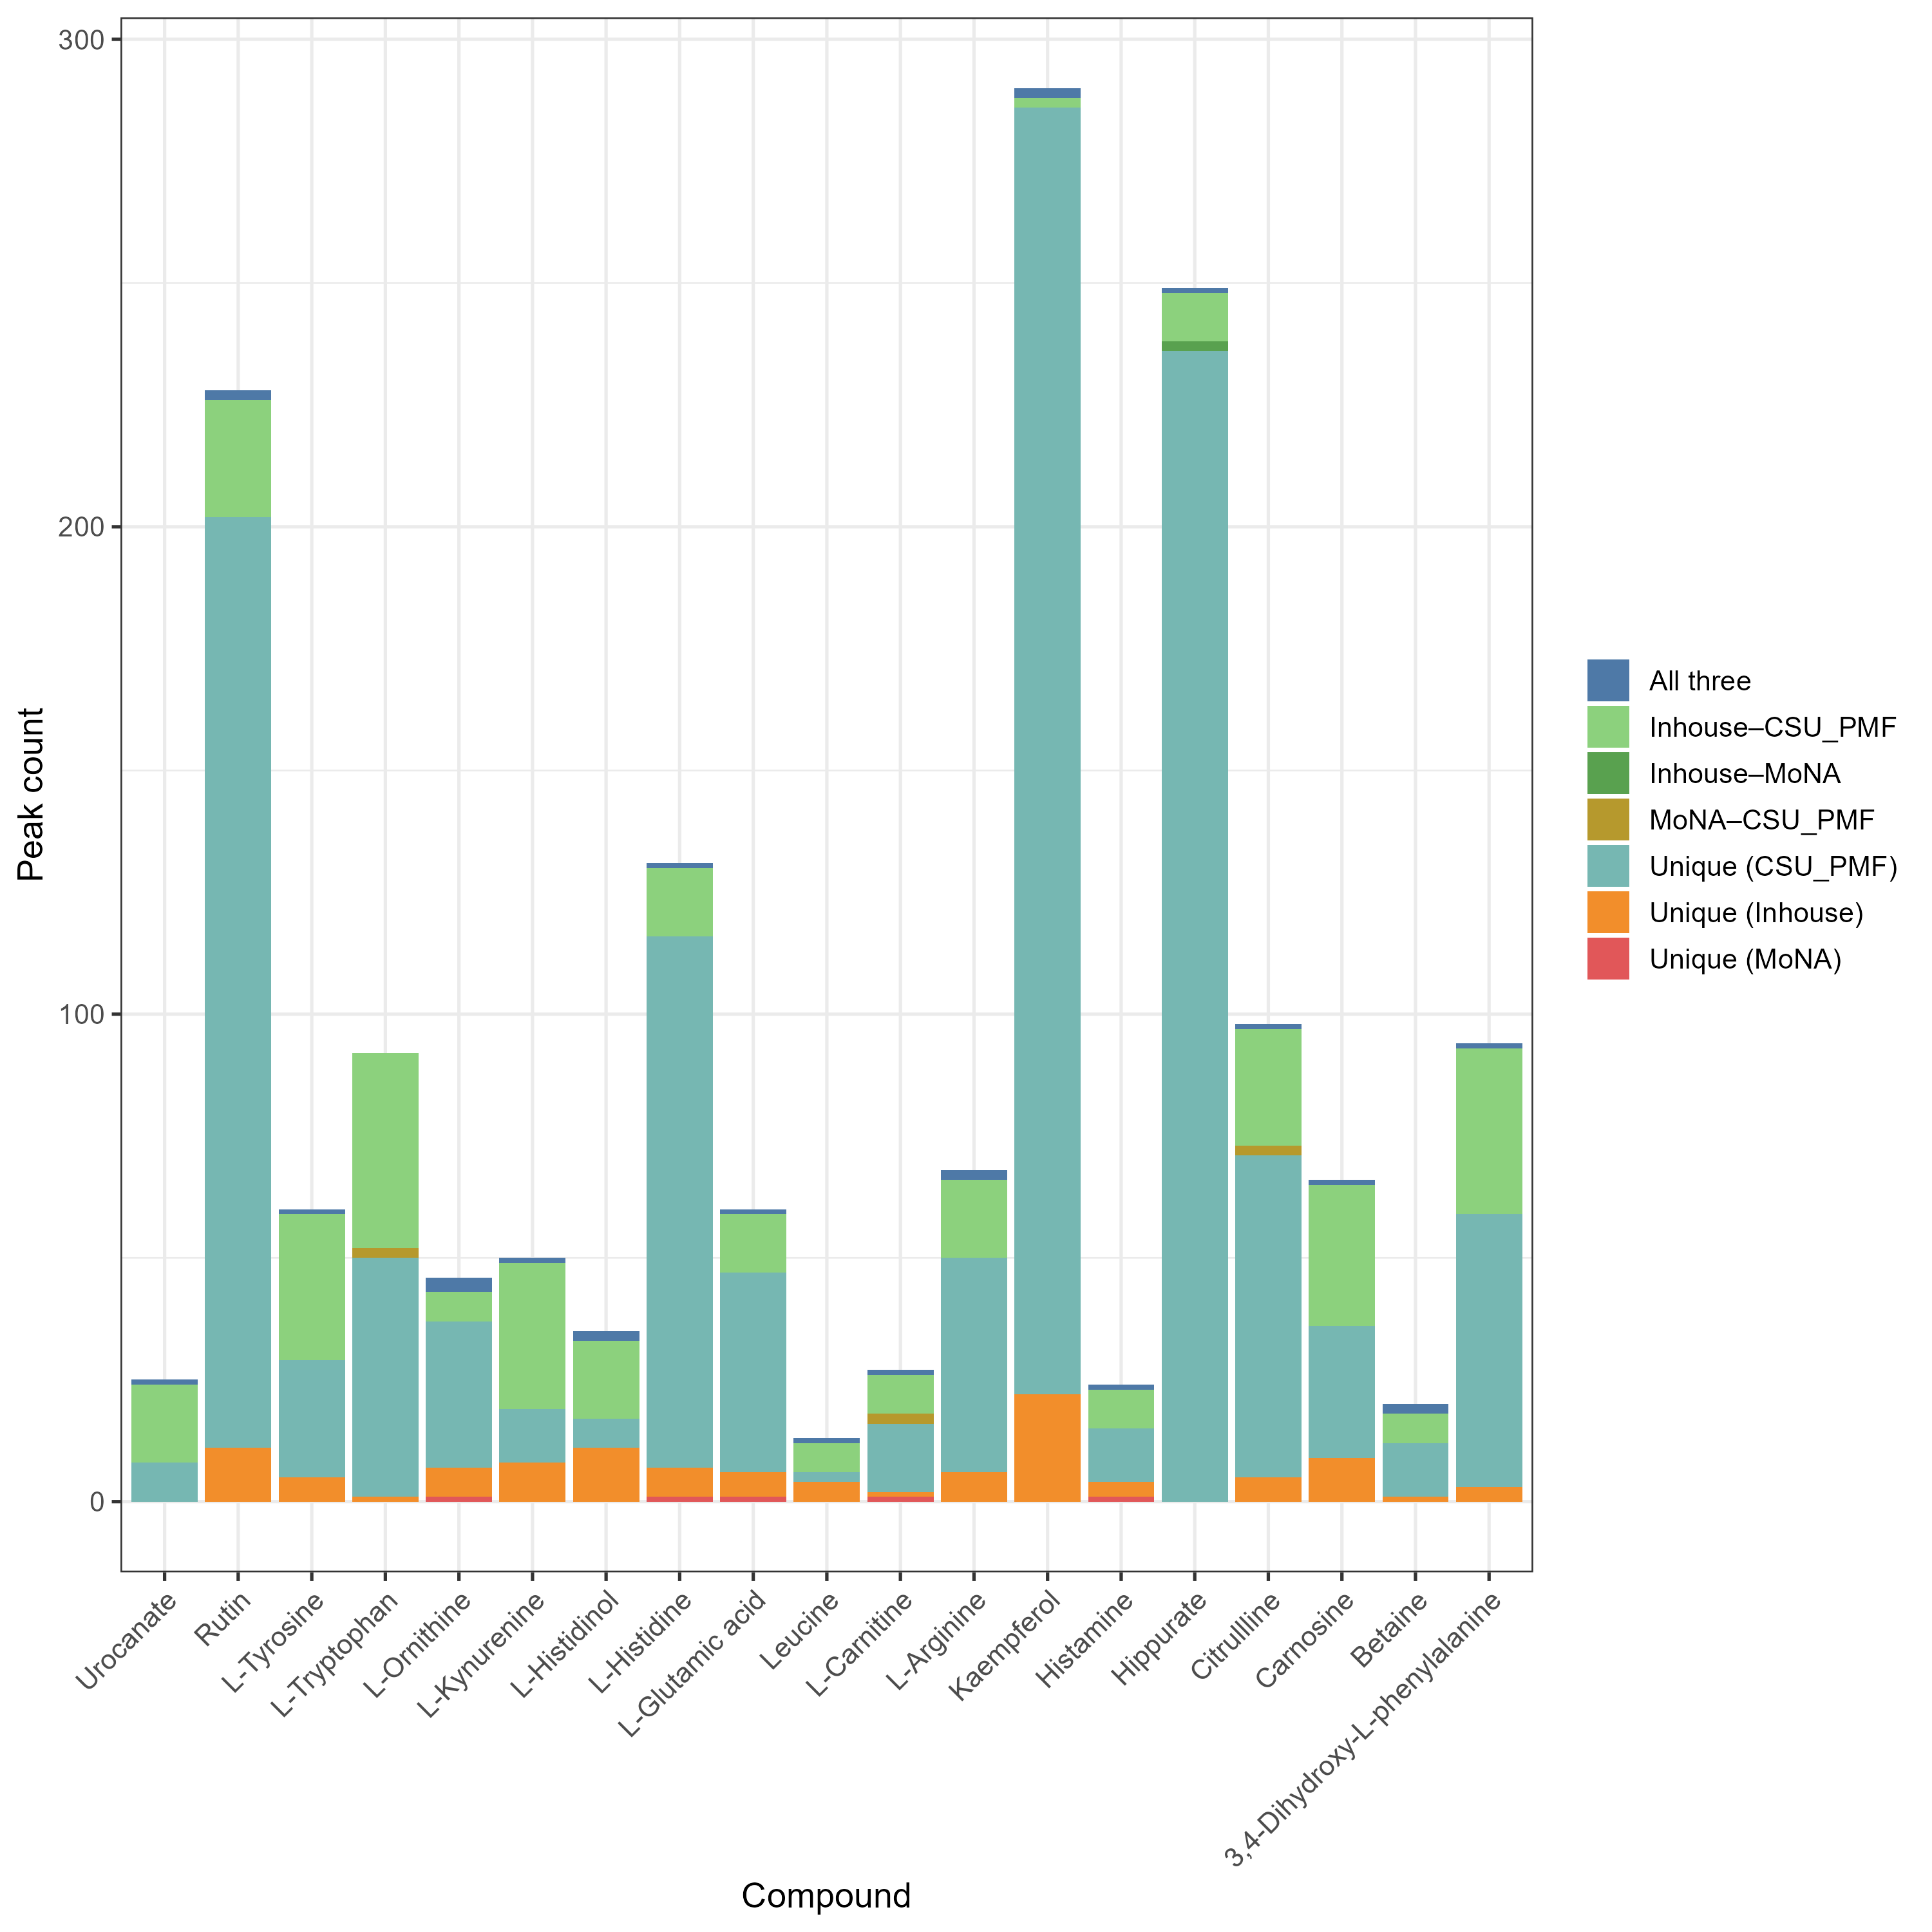 300
200
100
0
Peak count
Urocanate
Rutin
L-Tyrosine
L-Tryptophan
L-Ornithine
L-Kynurenine
L-Histidinol
L-Histidine
L-Glutamic acid
Leucine
L-Carnitine
L-Arginine
Kaempferol
Histamine
Hippurate
Citrullline
Carnosine
Betaine
3,4-Dihydroxy-L-phenylalanine
Compound
All three
Inhouse–CSU_PMF
Inhouse–MoNA
MoNA–CSU_PMF
Unique (CSU_PMF)
Unique (Inhouse)
Unique (MoNA)